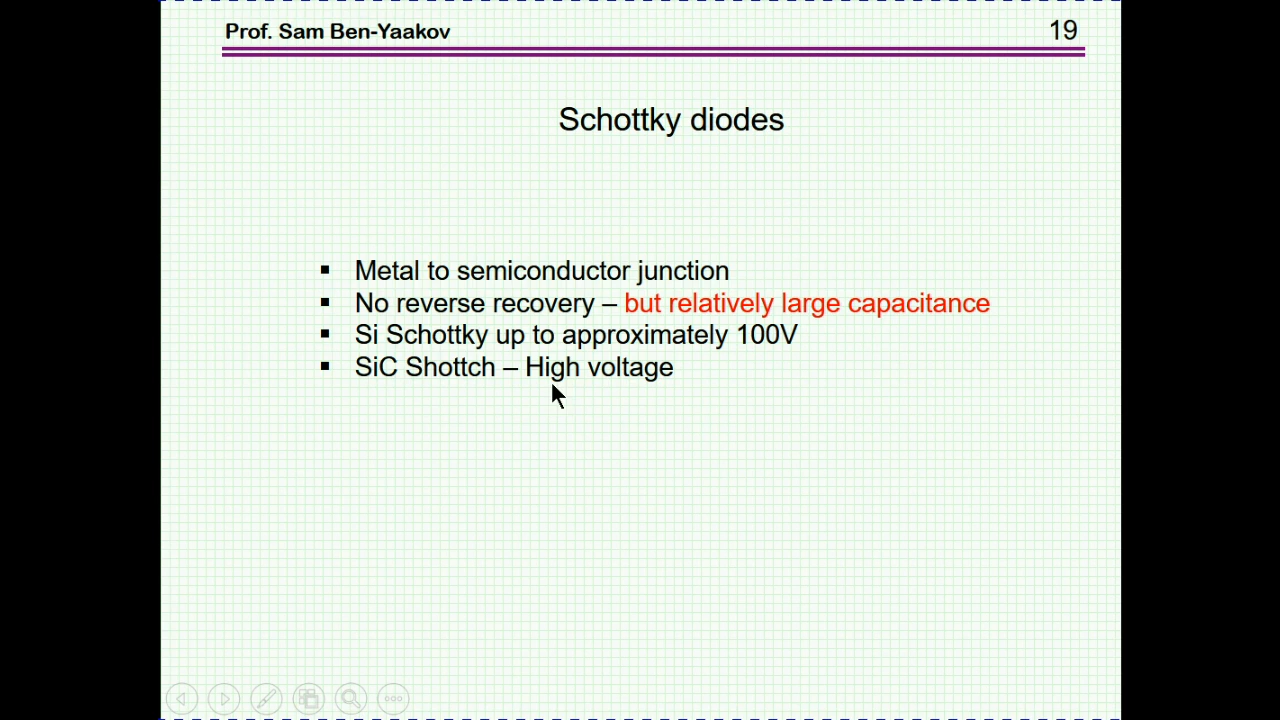 Prof. Sam Ben-Yaakov
19
Schottky diodes
▪ Metal to semiconductor junction
▪ No reverse recovery – but relatively large capacitance
▪ Si Schottky up to approximately 100V
▪ SiC Shottch – High voltage